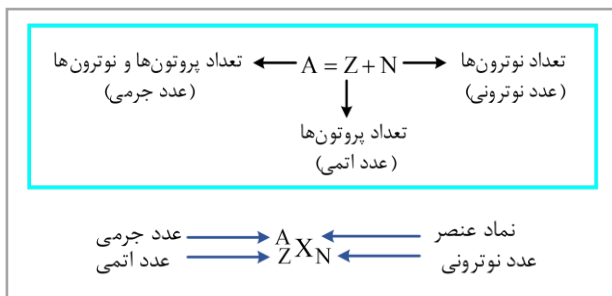 تعداد پروتون‌ها و نوترون‌ها A = Z + N تعداد نوترون‌ها
(عدد جرمی) (عدد نوترونی)
تعداد پروتون‌ها
(عدد اتمی)
عدد جرمی A نماد عنصر
عدد اتمی Z X N عدد نوترونی